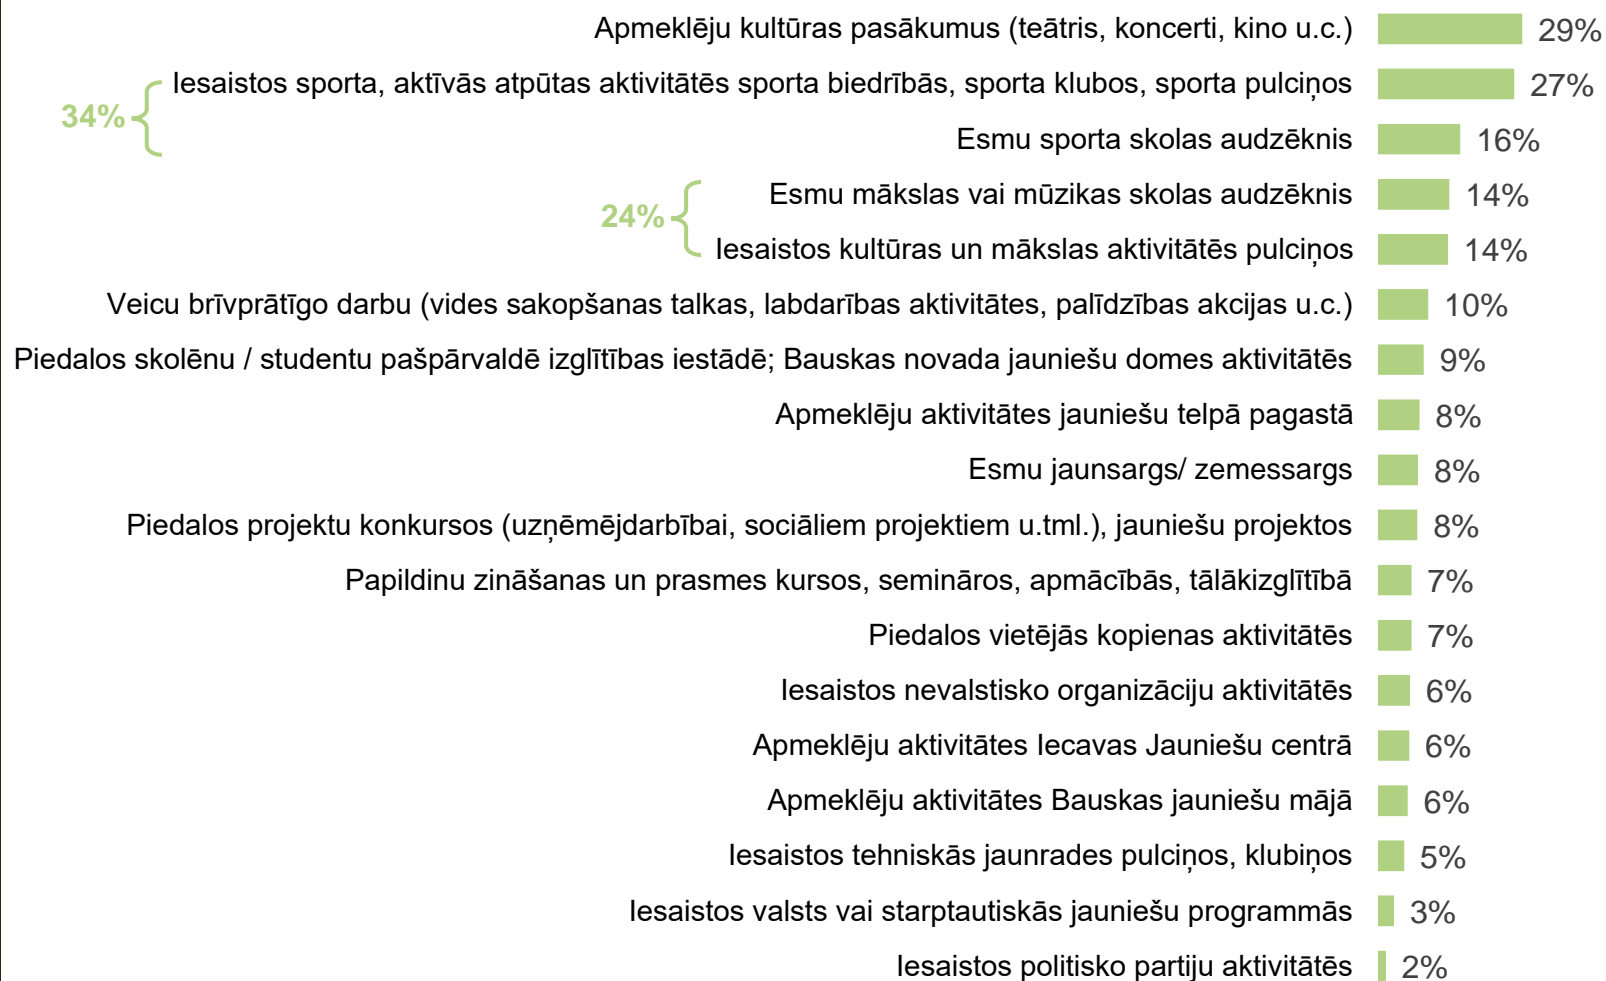 Apmeklēju kultūras pasākumus (teātris, koncerti, kino u.c.) 29%
Iesaistos sporta, aktīvās atpūtas aktivitātēs sporta biedrībās, sporta klubos, sporta pulciņos 27%
34%
Esmu sporta skolas audzēknis 16%
Esmu mākslas vai mūzikas skolas audzēknis 14%
24%
Iesaistos kultūras un mākslas aktivitātēs pulciņos 14%
Veicu brīvprātīgo darbu (vides sakopšanas talkas, labdarības aktivitātes, palīdzības akcijas u.c.) 10%
Piedalos skolēnu / studentu pašpārvaldē izglītības iestādē; Bauskas novada jauniešu domes aktivitātēs 9%
Apmeklēju aktivitātes jauniešu telpā pagastā 8%
Esmu jaunsargs/ zemessargs 8%
Piedalos projektu konkursos (uzņēmējdarbībai, sociāliem projektiem u.tml.), jauniešu projektos 8%
Papildinu zināšanas un prasmes kursos, semināros, apmācībās, tālākizglītībā 7%
Piedalos vietējās kopienas aktivitātēs 7%
Iesaistos nevalstisko organizāciju aktivitātēs 6%
Apmeklēju aktivitātes Iecavas Jauniešu centrā 6%
Apmeklēju aktivitātes Bauskas jauniešu mājā 6%
Iesaistos tehniskās jaunrades pulciņos, klubiņos 5%
Iesaistos valsts vai starptautiskās jauniešu programmās 3%
Iesaistos politisko partiju aktivitātēs 2%